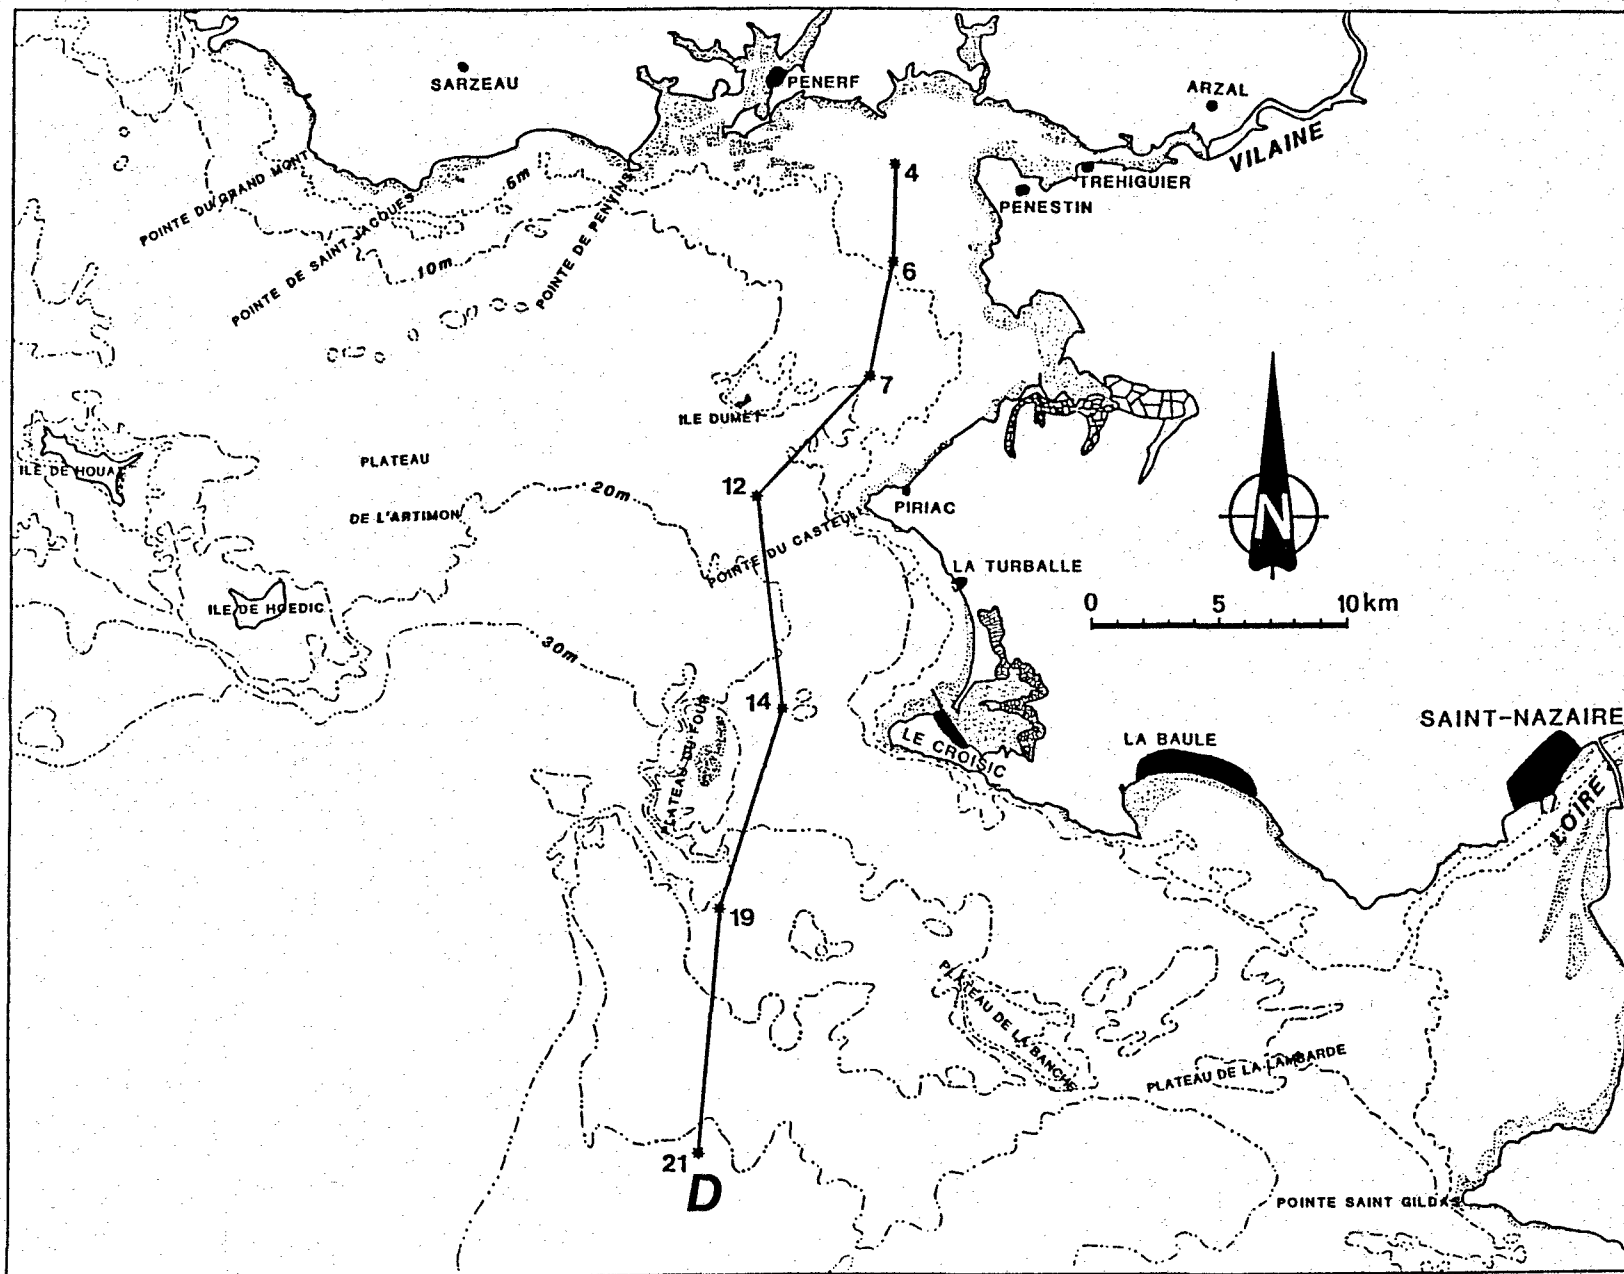 SARZEAU
PENERF
ARZAL
VILAINE
POINTE DU GRAND MONT
5m
4
TREHIGUIER
PENESTIN
POINTE DE SAINT JACQUES
POINTE DE PENVINS
10m
6
7
ILE DUMET
ILE DE HOUAT
PLATEAU
DE L'ARTIMON
20m
12
PIRIAC
N
POINTE DU CASTELLI
LA TURBALLE
ILE DE HOEDIC
0 5 10km
30m
14
PLATEAU DU FOUR
LE CROISIC
LA BAULE
SAINT-NAZAIRE
LOIRE
19
PLATEAU DE LA BANCHE
PLATEAU DE LA LAMBARDE
21
D
POINTE SAINT GILDAS